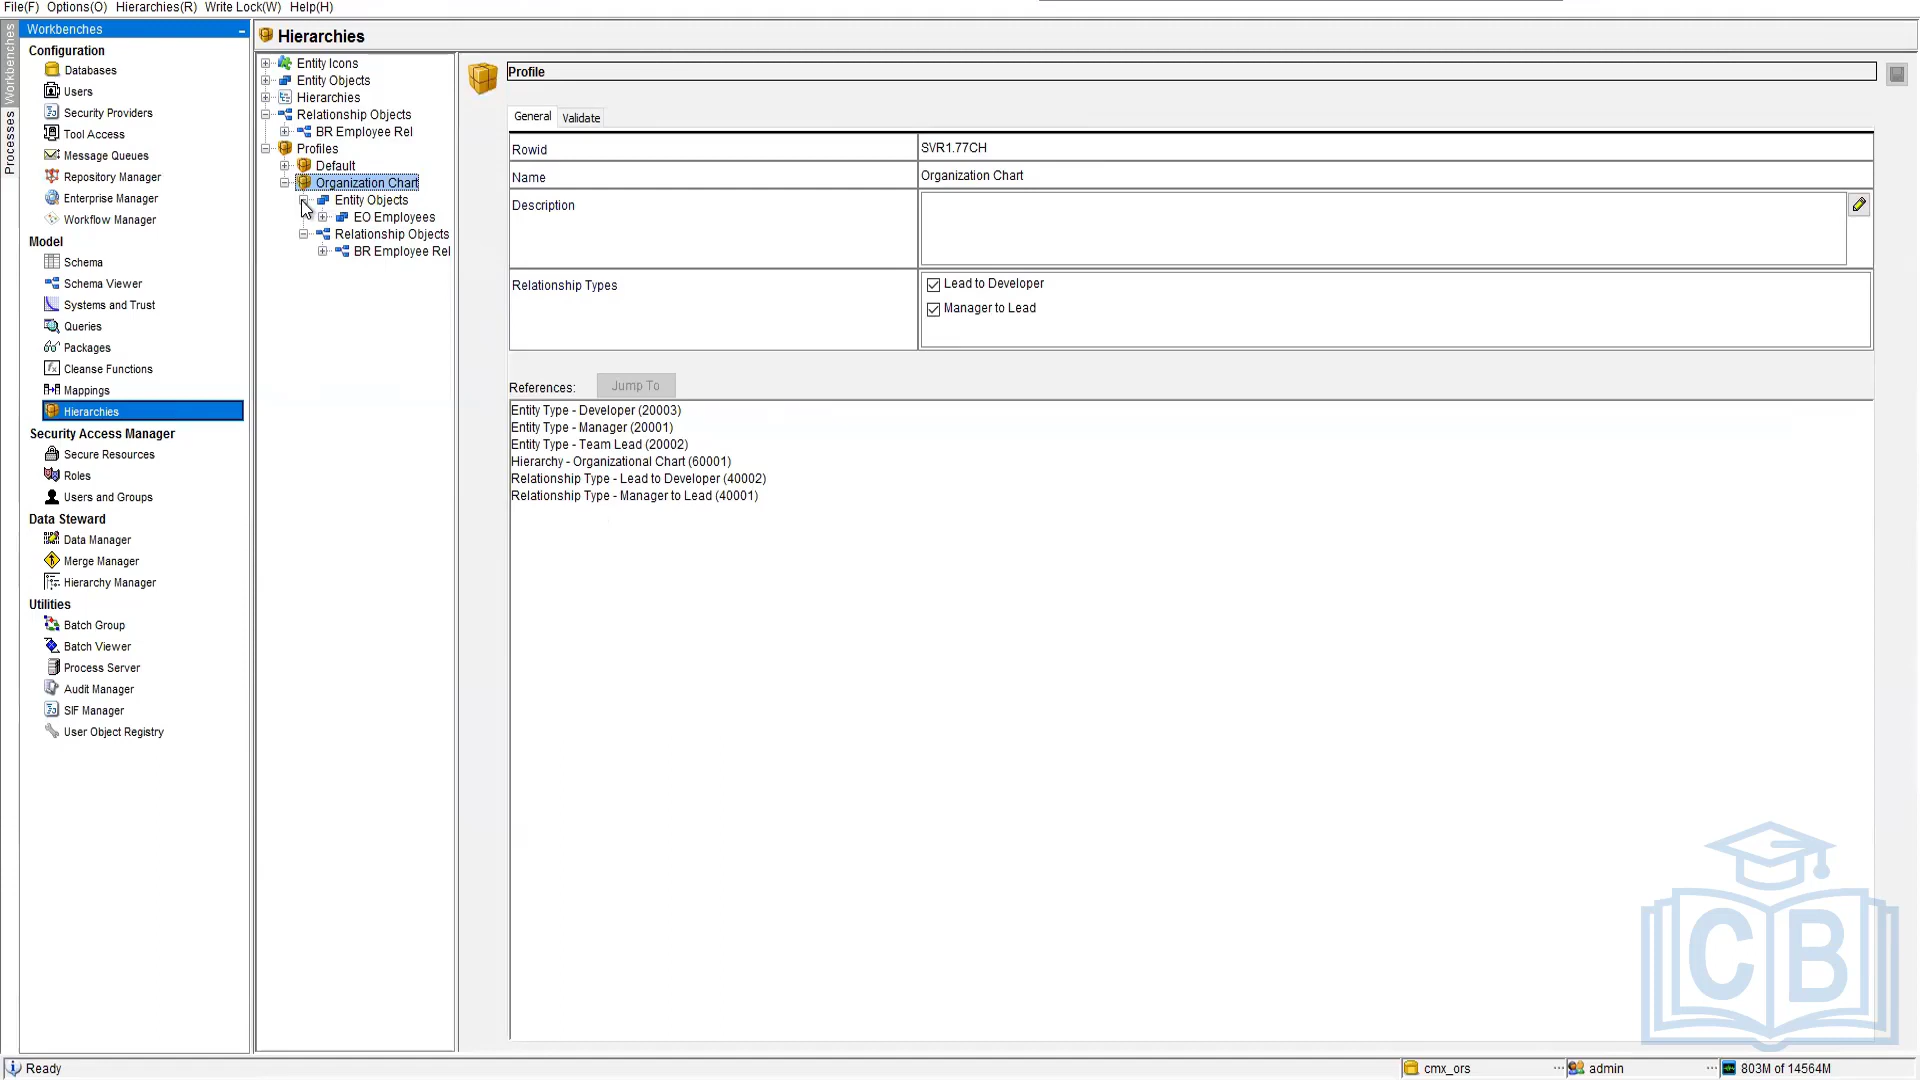 File(F) Options(O) Hierarchies(R) Write Lock(W) Help(H)
Workbenches
Processes
Workbenches
Configuration
Databases
Users
Security Providers
Tool Access
Message Queues
Repository Manager
Enterprise Manager
Workflow Manager
Model
Schema
Schema Viewer
Systems and Trust
Queries
Packages
Cleanse Functions
Mappings
Hierarchies
Security Access Manager
Secure Resources
Roles
Users and Groups
Data Steward
Data Manager
Merge Manager
Hierarchy Manager
Utilities
Batch Group
Batch Viewer
Process Server
Audit Manager
SIF Manager
User Object Registry
Hierarchies
Entity Icons
Entity Objects
Hierarchies
Relationship Objects
BR Employee Rel
Profiles
Default
Organization Chart
Entity Objects
EO Employees
Relationship Objects
BR Employee Rel
Profile
General Validate
Rowid SVR1.77CH
Name Organization Chart
Description
Relationship Types Lead to Developer
Manager to Lead
References: Jump To
Entity Type - Developer (20003)
Entity Type - Manager (20001)
Entity Type - Team Lead (20002)
Hierarchy - Organizational Chart (60001)
Relationship Type - Lead to Developer (40002)
Relationship Type - Manager to Lead (40001)
CB
Ready cmx_ors ... admin ... 803M of 14564M